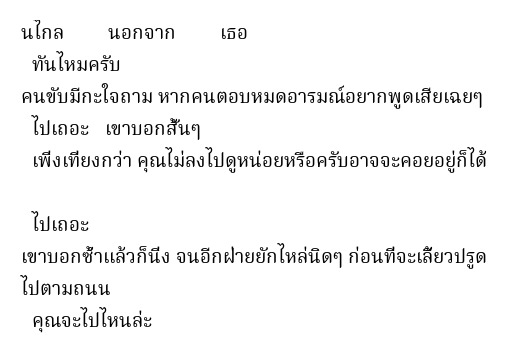 นไกล นอกจาก เธอ
ทันไหมครับ
คนขับมีกะใจถาม หากคนตอบหมดอารมณ์อยากพูดเสียเฉยๆ
ไปเถอะ เขาบอกสั้นๆ
เพิ่งเที่ยงกว่า คุณไม่ลงไปดูหน่อยหรือครับอาจจะคอยอยู่ก็ได้
ไปเถอะ
เขาบอกซ้ำแล้วก็นิ่ง จนอีกฝ่ายยักไหล่นิดๆ ก่อนที่จะเลี้ยวปรูด
ไปตามถนน
คุณจะไปไหนล่ะ